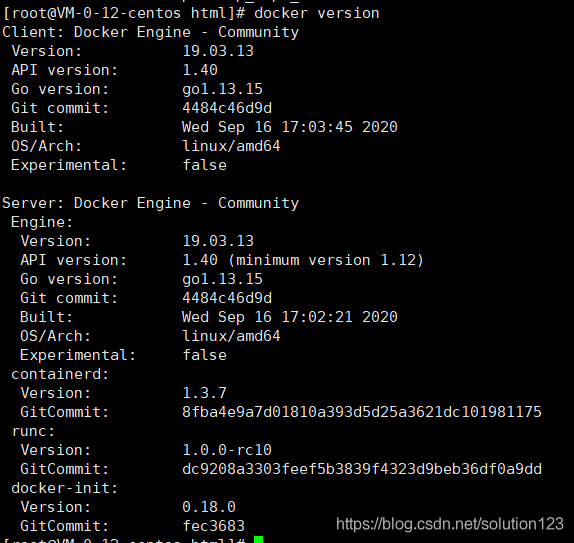 [root@VM-0-12-centos html]# docker version
Client: Docker Engine - Community
Version: 19.03.13
API version: 1.40
Go version: go1.13.15
Git commit: 4484c46d9d
Built: Wed Sep 16 17:03:45 2020
OS/Arch: linux/amd64
Experimental: false
Server: Docker Engine - Community
Engine:
Version: 19.03.13
API version: 1.40 (minimum version 1.12)
Go version: go1.13.15
Git commit: 4484c46d9d
Built: Wed Sep 16 17:02:21 2020
OS/Arch: linux/amd64
Experimental: false
containerd:
Version: 1.3.7
GitCommit: 8fba4e9a7d01810a393d5d25a3621dc101981175
runc:
Version: 1.0.0-rc10
GitCommit: dc9208a3303feef5b3839f4323d9beb36df0a9dd
docker-init:
Version: 0.18.0
GitCommit: fec3683
https://blog.csdn.net/solution123
[root@VM-0-12-centos html]#